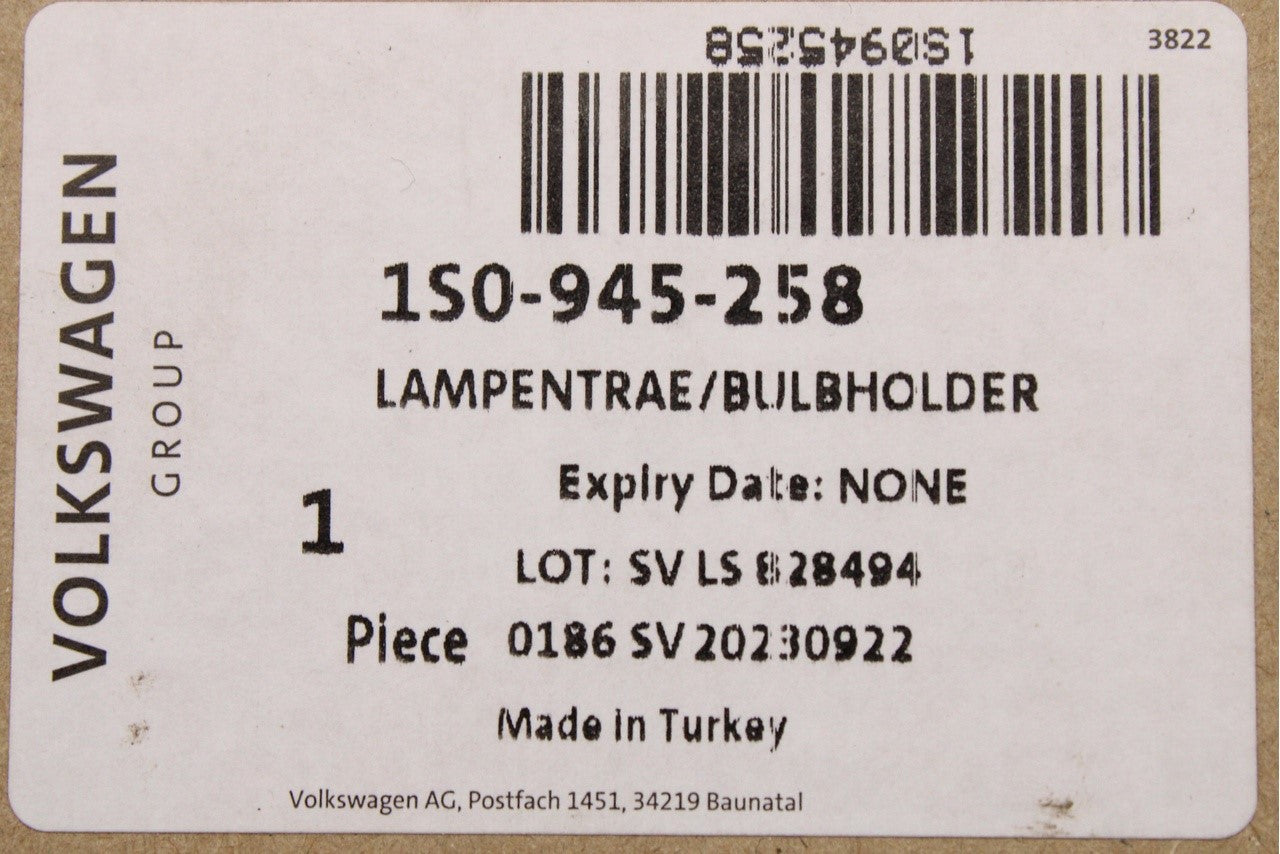 1S0945258
3822
1S0-945-258
LAMPENTRAE/BULBHOLDER
Expiry Date: NONE
1
LOT: SV LS 828494
Piece 0186 SV 20230922
Made in Turkey
Volkswagen AG, Postfach 1451, 34219 Baunatal
VOLKSWAGEN
GROUP